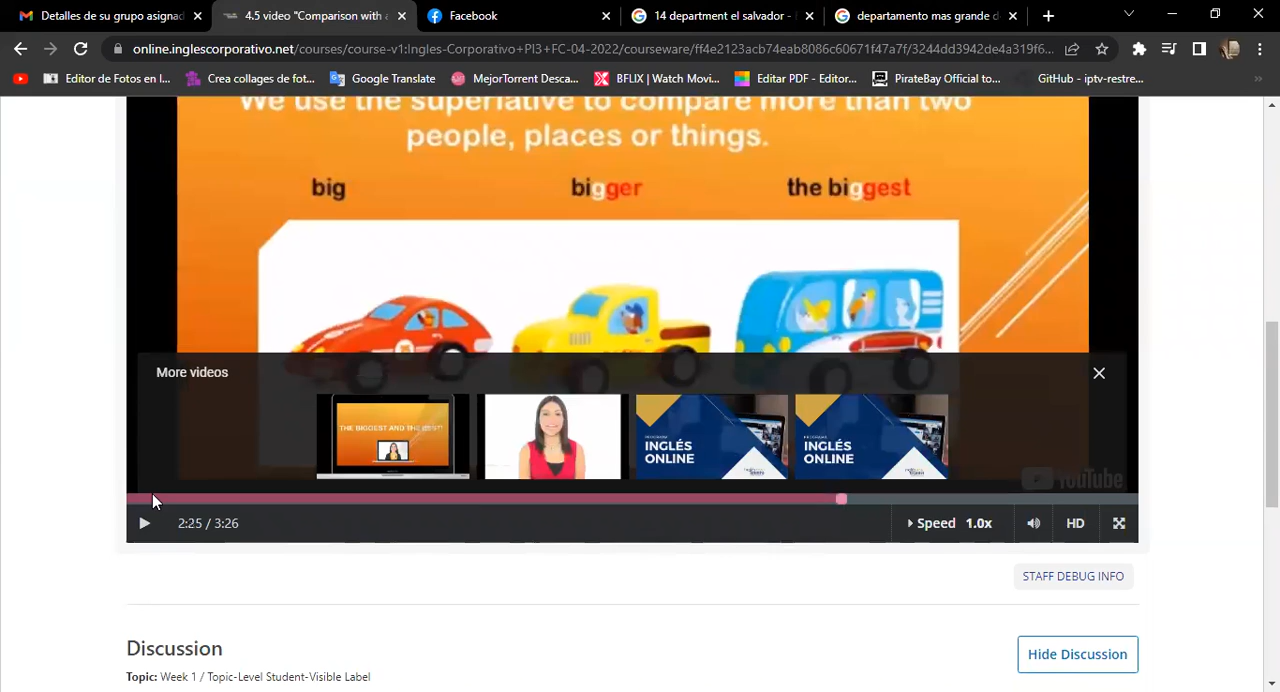 Detalles de su grupo asignad
4.5 video "Comparison with a
Facebook
14 department el salvador -
departamento mas grande d
online.inglescorporativo.net/courses/course-v1:Ingles-Corporativo+PI3+FC-04-2022/courseware/ff4e2123acb74eab8086c60671f47a7f/3244dd3942de4a319f6...
Editor de Fotos en l...
Crea collages de fot...
Google Translate
MejorTorrent Desca...
BFLIX | Watch Movi...
Editar PDF - Editor...
PirateBay Official to...
GitHub - iptv-restre...
We use the superlative to compare more than two
people, places or things.
big
bigger
the biggest
More videos
THE BIGGEST AND THE BEST!
PROGRAMA
INGLÉS
ONLINE
PROGRAMA
INGLÉS
ONLINE
YouTube
2:25 / 3:26
Speed 1.0x
HD
STAFF DEBUG INFO
Discussion
Hide Discussion
Topic: Week 1 / Topic-Level Student-Visible Label